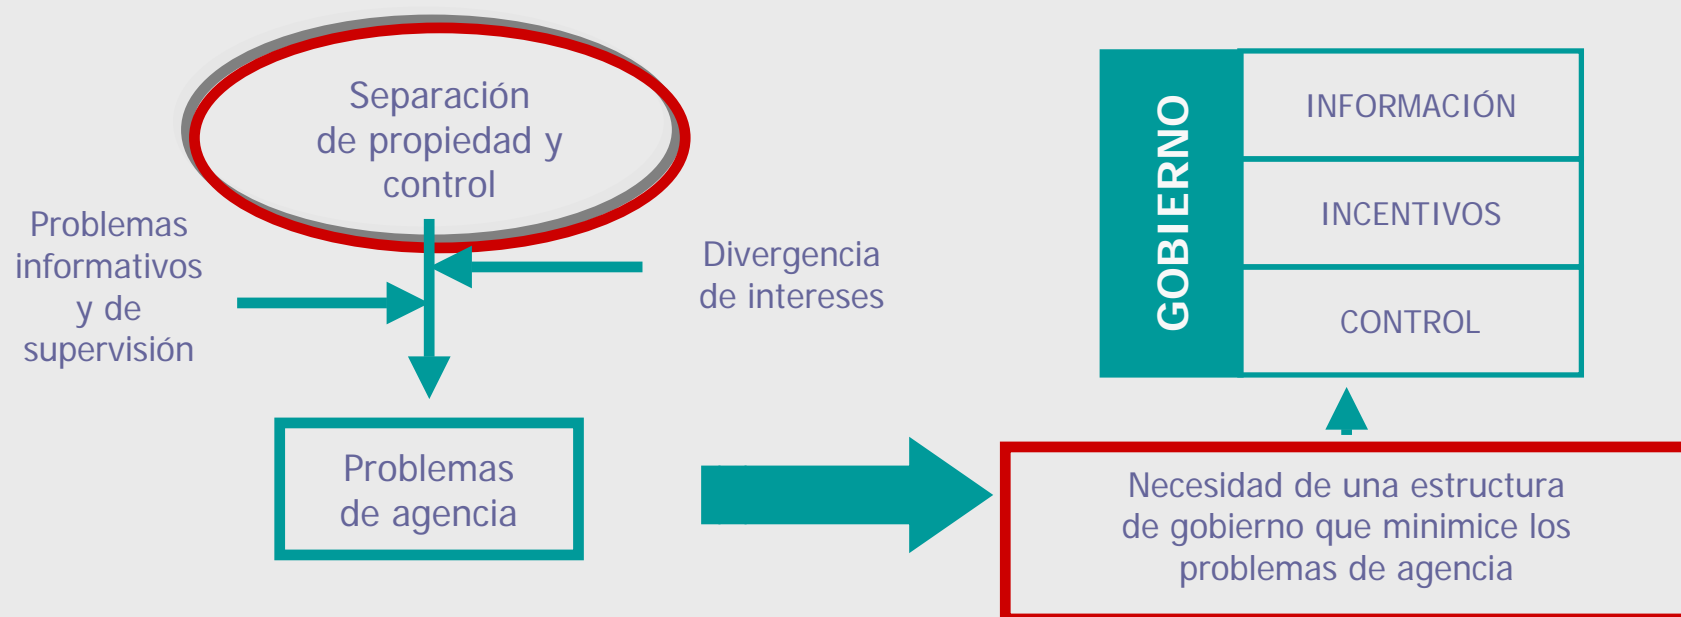 Separación
de propiedad y
control
Problemas
informativos
y de
supervisión
Divergencia
de intereses
Problemas
de agencia
Necesidad de una estructura
de gobierno que minimice los
problemas de agencia
GOBIERNO
INFORMACIÓN
INCENTIVOS
CONTROL